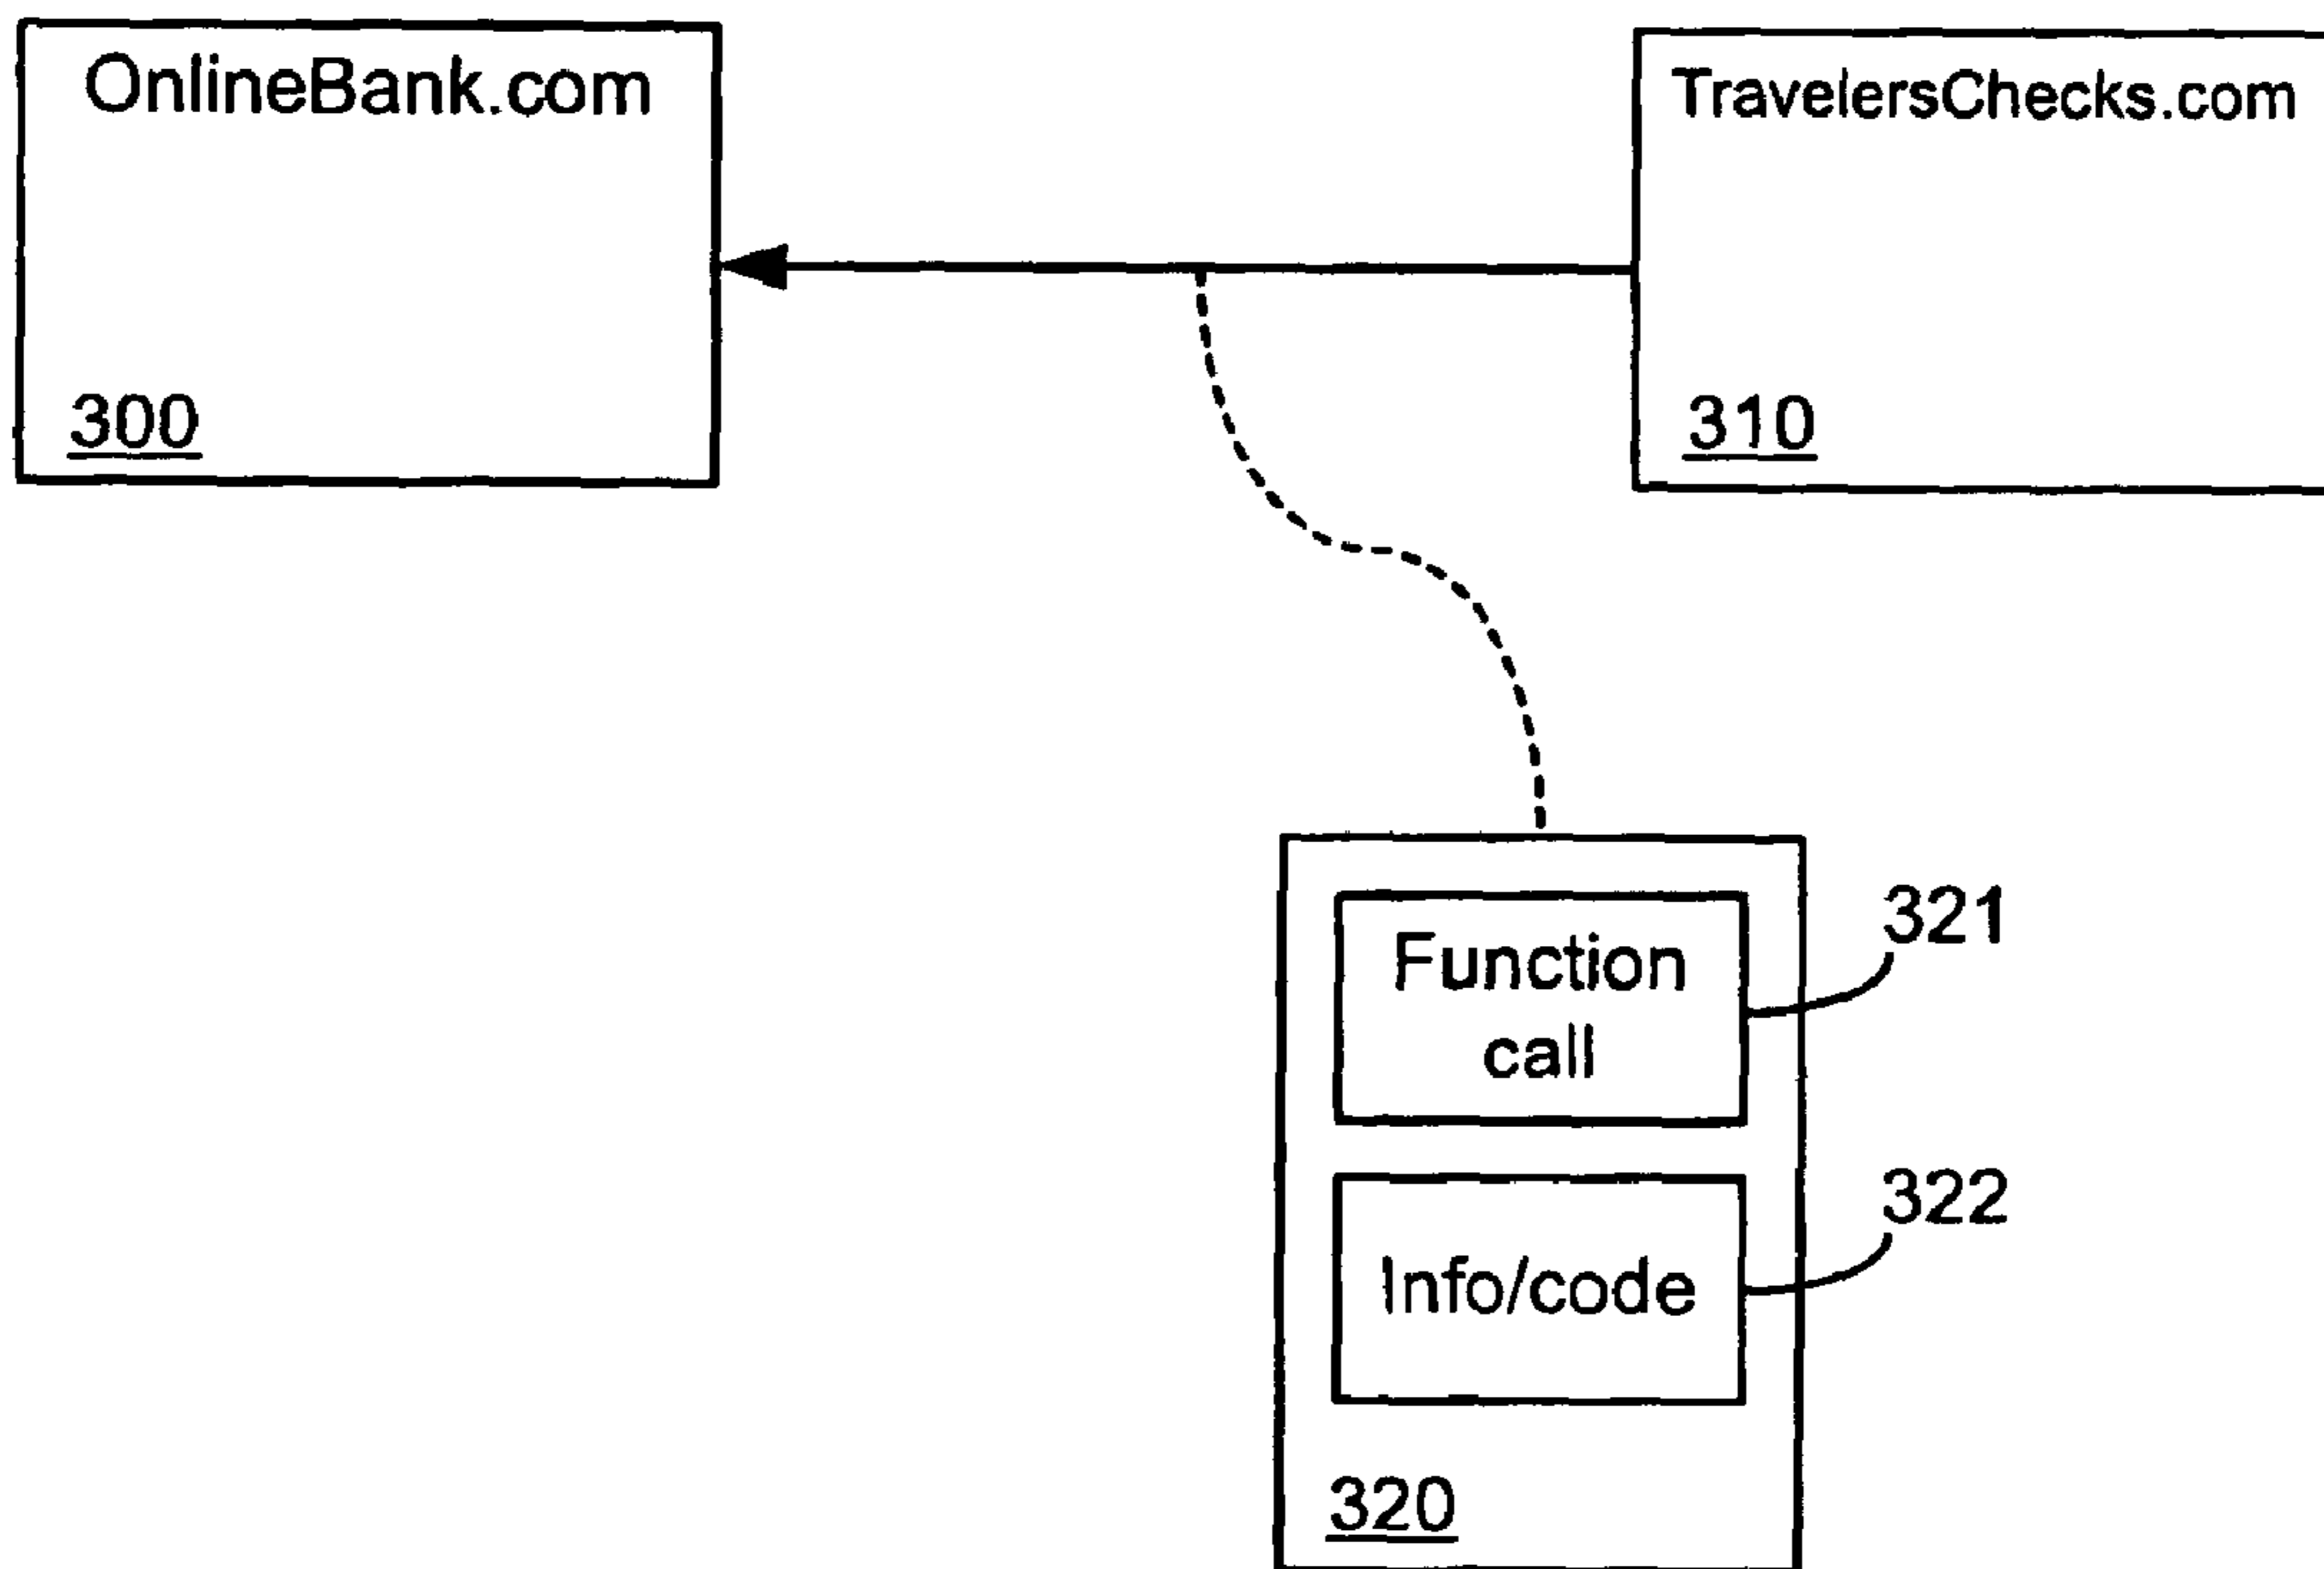 OnlineBank.com
300
TravelersChecks.com
310
Function
call
321
Info/code
322
320